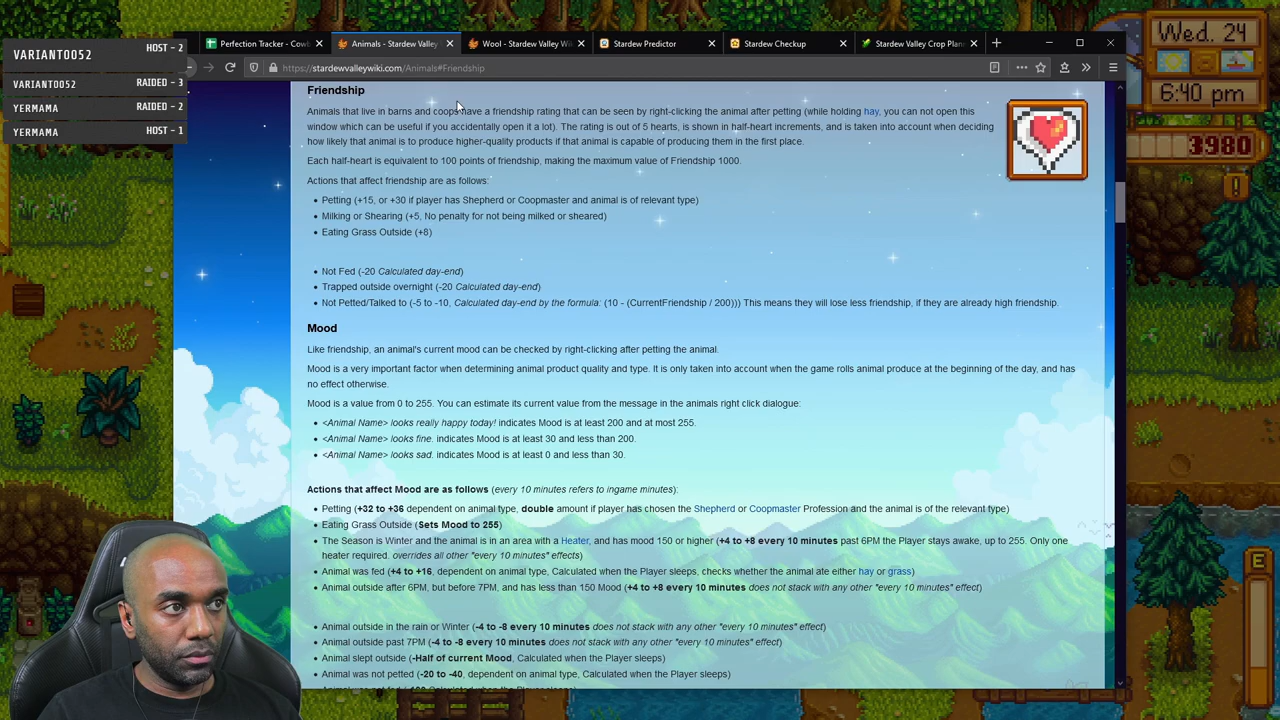 VARIANT0052 HOST - 2
VARIANT0052 RAIDED - 3
YERMAMA RAIDED - 2
YERMAMA HOST - 1
Perfection Tracker - Cowl
Animals - Stardew Valley
Wool - Stardew Valley Wik
Stardew Predictor
Stardew Checkup
Stardew Valley Crop Plan
https://stardewvalleywiki.com/Animals#Friendship
Wed. 24
6:40 pm
3980
Friendship
Animals that live in barns and coops have a friendship rating that can be seen by right-clicking the animal after petting (while holding hay, you can not open this
window which can be useful if you accidentally open it a lot). The rating is out of 5 hearts, is shown in half-heart increments, and is taken into account when deciding
how likely that animal is to produce higher-quality products if that animal is capable of producing them in the first place.
Each half-heart is equivalent to 100 points of friendship, making the maximum value of Friendship 1000.
Actions that affect friendship are as follows:
• Petting (+15, or +30 if player has Shepherd or Coopmaster and animal is of relevant type)
• Milking or Shearing (+5, No penalty for not being milked or sheared)
• Eating Grass Outside (+8)
• Not Fed (-20 Calculated day-end)
• Trapped outside overnight (-20 Calculated day-end)
• Not Petted/Talked to (-5 to -10, Calculated day-end by the formula: (10 - (CurrentFriendship / 200))) This means they will lose less friendship, if they are already high friendship.
Mood
Like friendship, an animal's current mood can be checked by right-clicking after petting the animal.
Mood is a very important factor when determining animal product quality and type. It is only taken into account when the game rolls animal produce at the beginning of the day, and has
no effect otherwise.
Mood is a value from 0 to 255. You can estimate its current value from the message in the animals right click dialogue:
• <Animal Name> looks really happy today! indicates Mood is at least 200 and at most 255.
• <Animal Name> looks fine. indicates Mood is at least 30 and less than 200.
• <Animal Name> looks sad. indicates Mood is at least 0 and less than 30.
Actions that affect Mood are as follows (every 10 minutes refers to ingame minutes):
• Petting (+32 to +36 dependent on animal type, double amount if player has chosen the Shepherd or Coopmaster Profession and the animal is of the relevant type)
• Eating Grass Outside (Sets Mood to 255)
• The Season is Winter and the animal is in an area with a Heater, and has mood 150 or higher (+4 to +8 every 10 minutes past 6PM the Player stays awake, up to 255. Only one
heater required. overrides all other "every 10 minutes" effects)
• Animal was fed (+4 to +16, dependent on animal type, Calculated when the Player sleeps, checks whether the animal ate either hay or grass)
• Animal outside after 6PM, but before 7PM, and has less than 150 Mood (+4 to +8 every 10 minutes does not stack with any other "every 10 minutes" effect)
• Animal outside in the rain or Winter (-4 to -8 every 10 minutes does not stack with any other "every 10 minutes" effect)
• Animal outside past 7PM (-4 to -8 every 10 minutes does not stack with any other "every 10 minutes" effect)
• Animal slept outside (-Half of current Mood, Calculated when the Player sleeps)
• Animal was not petted (-20 to -40, dependent on animal type, Calculated when the Player sleeps)
E